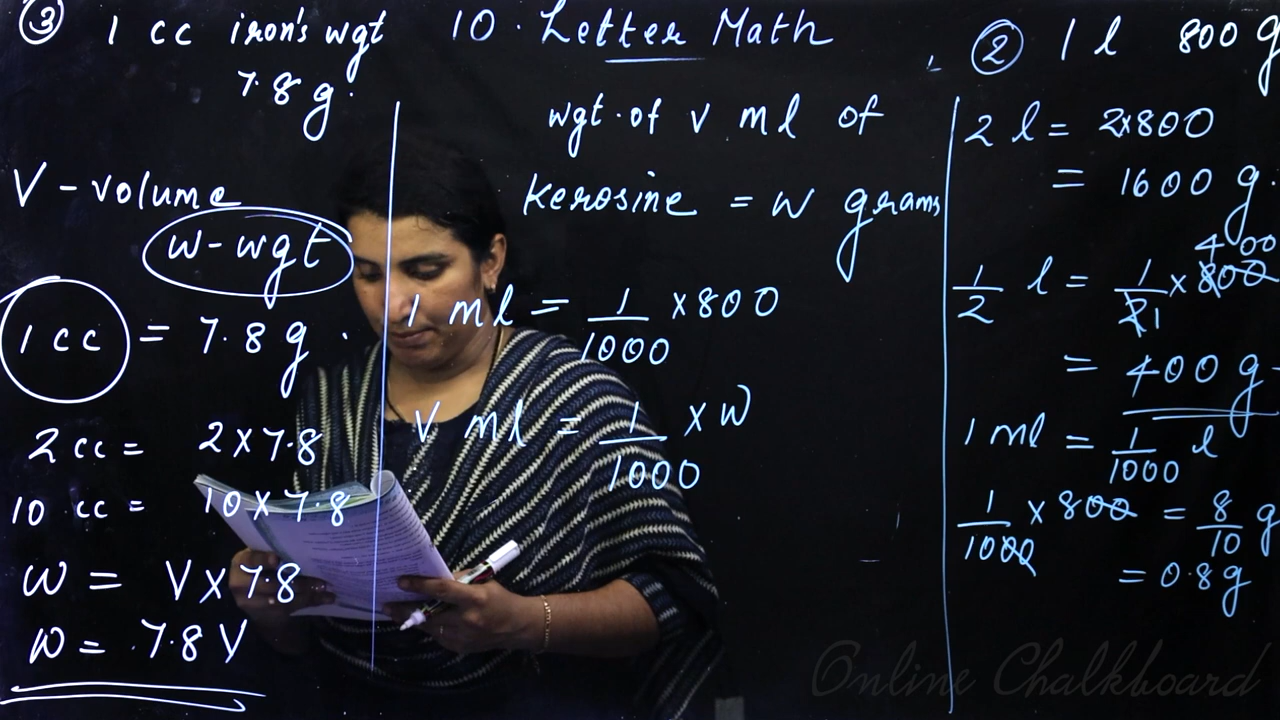 10. Letter Math
③ 1 cc iron's wgt
7.8 g.
V - volume
w - wgt
1 cc = 7.8 g.
2 cc = 2 x 7.8
10 cc = 10 x 7.8
w = V x 7.8
w = 7.8 V
wgt. of v ml of
kerosine = w grams
1 ml = 1/1000 x 800
V ml = 1/1000 x w
② 1 l 800 g
2 l = 2x800
= 1600 g.
400
1/2 l = 1/2 1 x 800
= 400 g
1 ml = 1/1000 l
1/1000 x 800 = 8/10 g
= 0.8 g
Online Chalkboard